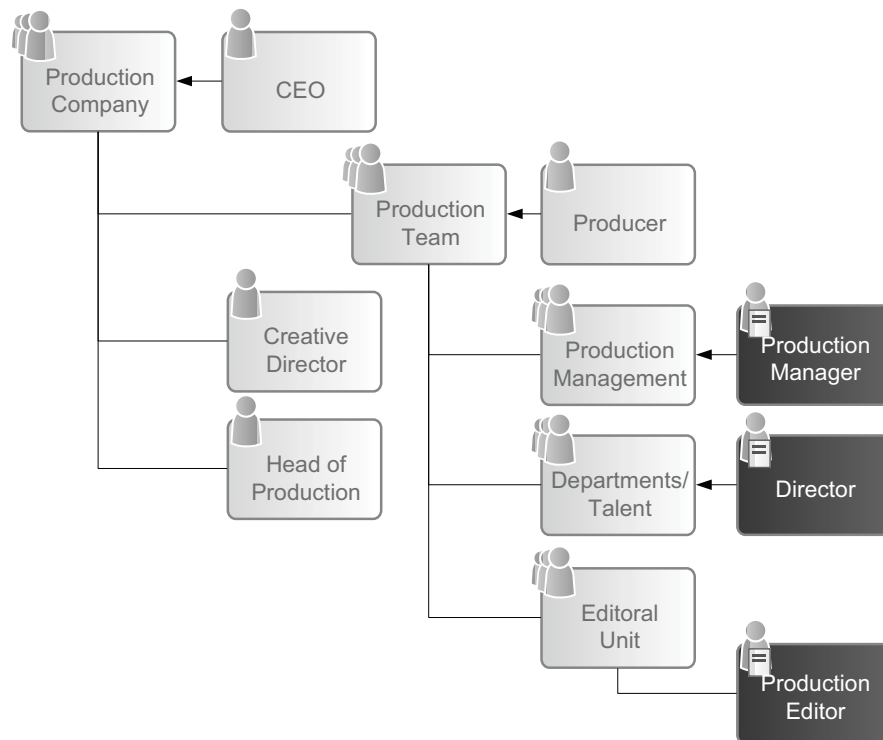 Production
Company
CEO
Production
Team
Producer
Creative
Director
Production
Management
Production
Manager
Head of
Production
Departments/
Talent
Director
Editoral
Unit
Production
Editor